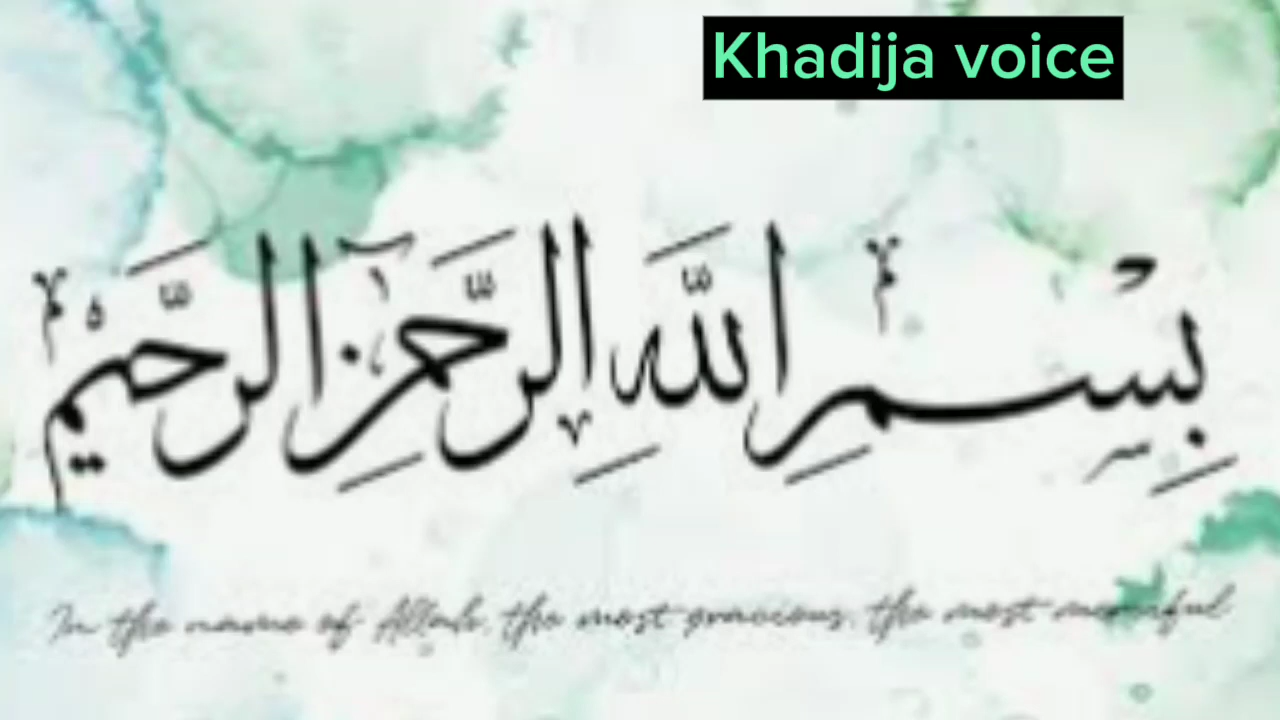 Khadija voice
بِسْمِ اللَّهِ الرَّحْمٰنِ الرَّحِيْمِ
In the name of Allah, the most gracious, the most merciful